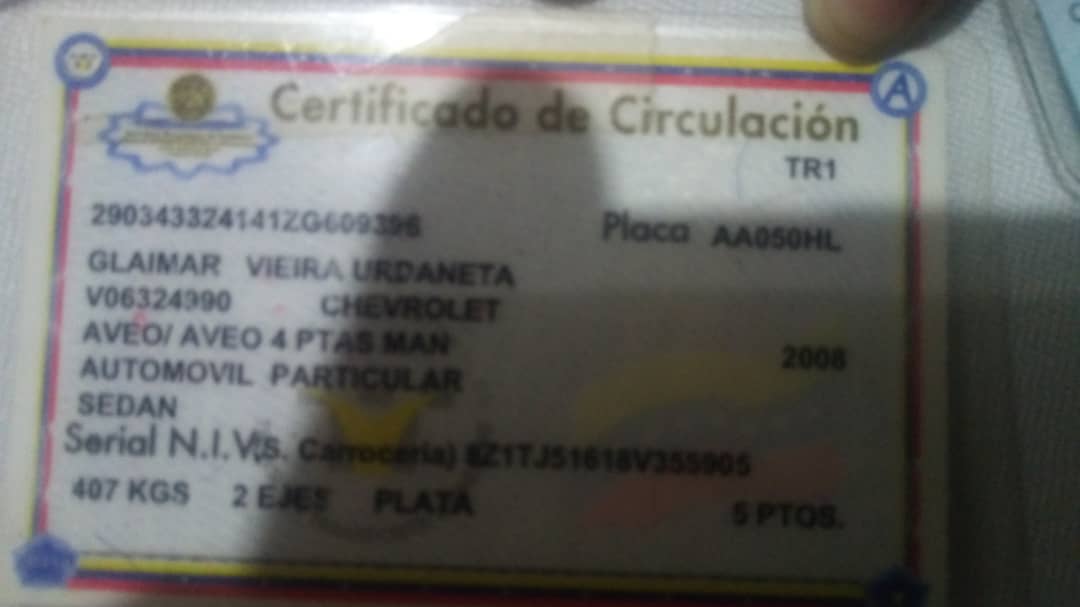 Certificado de Circulación
TR1
290343324141ZG609396 Placa AA050HL
GLAIMAR VIEIRA URDANETA
V06324990 CHEVROLET
AVEO/ AVEO 4 PTAS MAN
2008
AUTOMOVIL PARTICULAR
SEDAN
Serial N.I.V(s. Carroceria) 8Z1TJ51618V355905
407 KGS 2 EJES PLATA 5 PTOS.